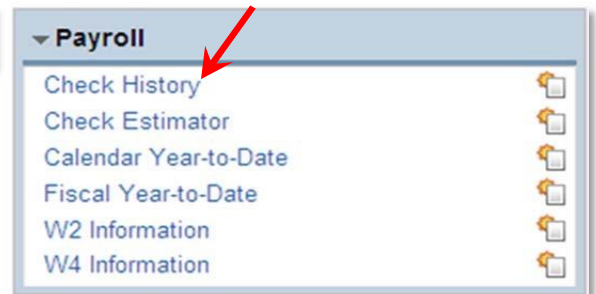 Payroll
Check History
Check Estimator
Calendar Year-to-Date
Fiscal Year-to-Date
W2 Information
W4 Information